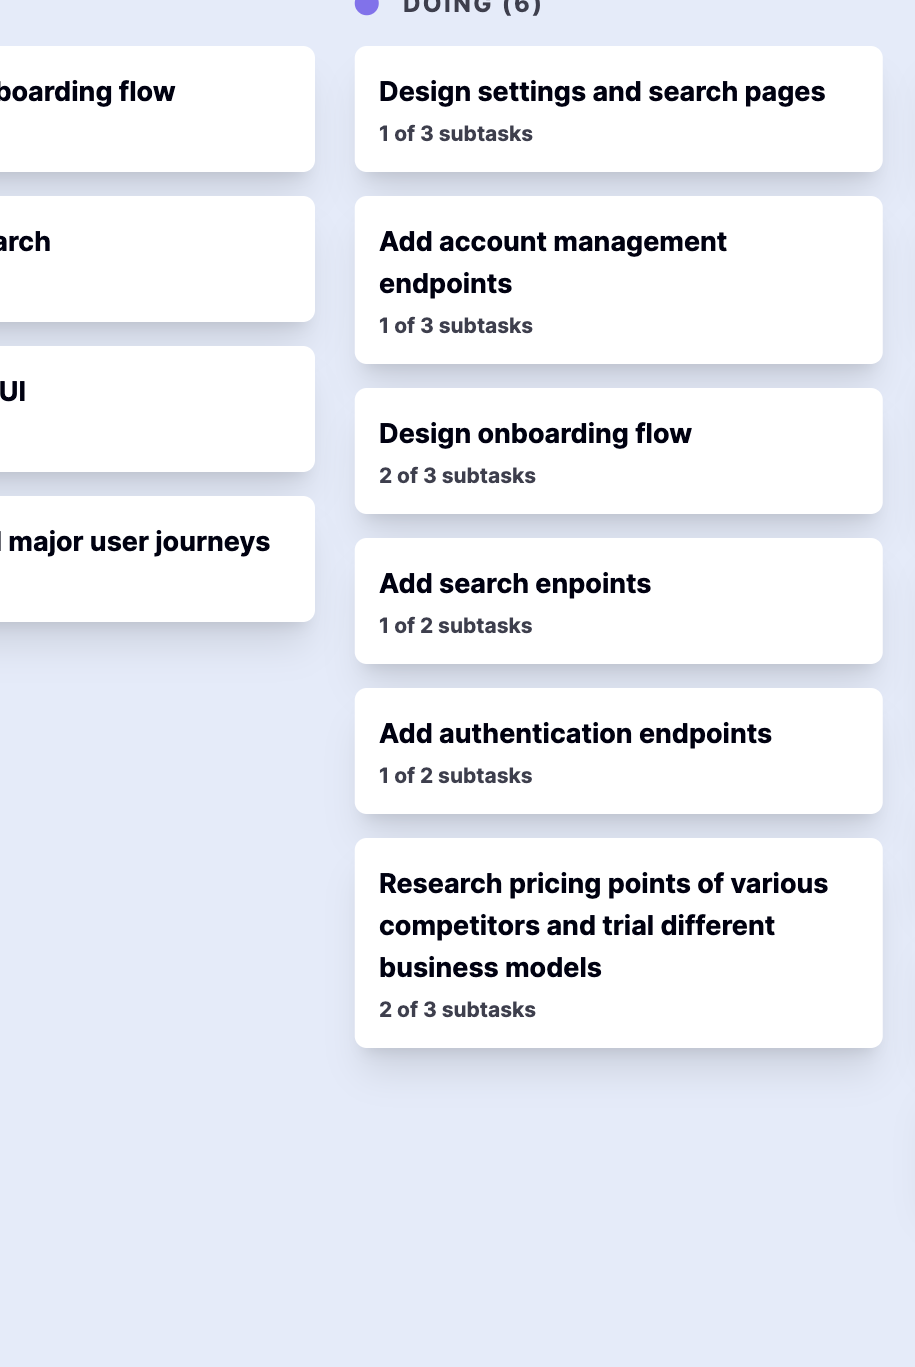 DOING (6)
boarding flow
arch
UI
major user journeys
Design settings and search pages
1 of 3 subtasks
Add account management
endpoints
1 of 3 subtasks
Design onboarding flow
2 of 3 subtasks
Add search enpoints
1 of 2 subtasks
Add authentication endpoints
1 of 2 subtasks
Research pricing points of various
competitors and trial different
business models
2 of 3 subtasks